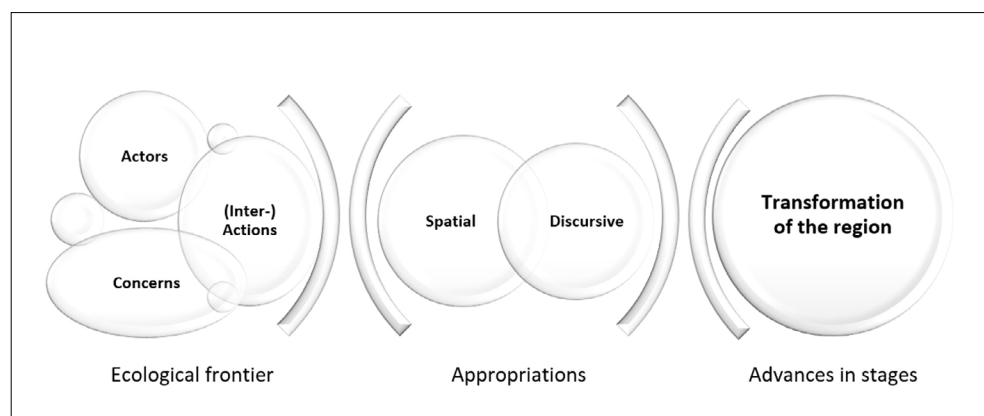 Actors
(Inter-)
Actions
Concerns
Ecological frontier
Spatial
Discursive
Appropriations
Transformation
of the region
Advances in stages